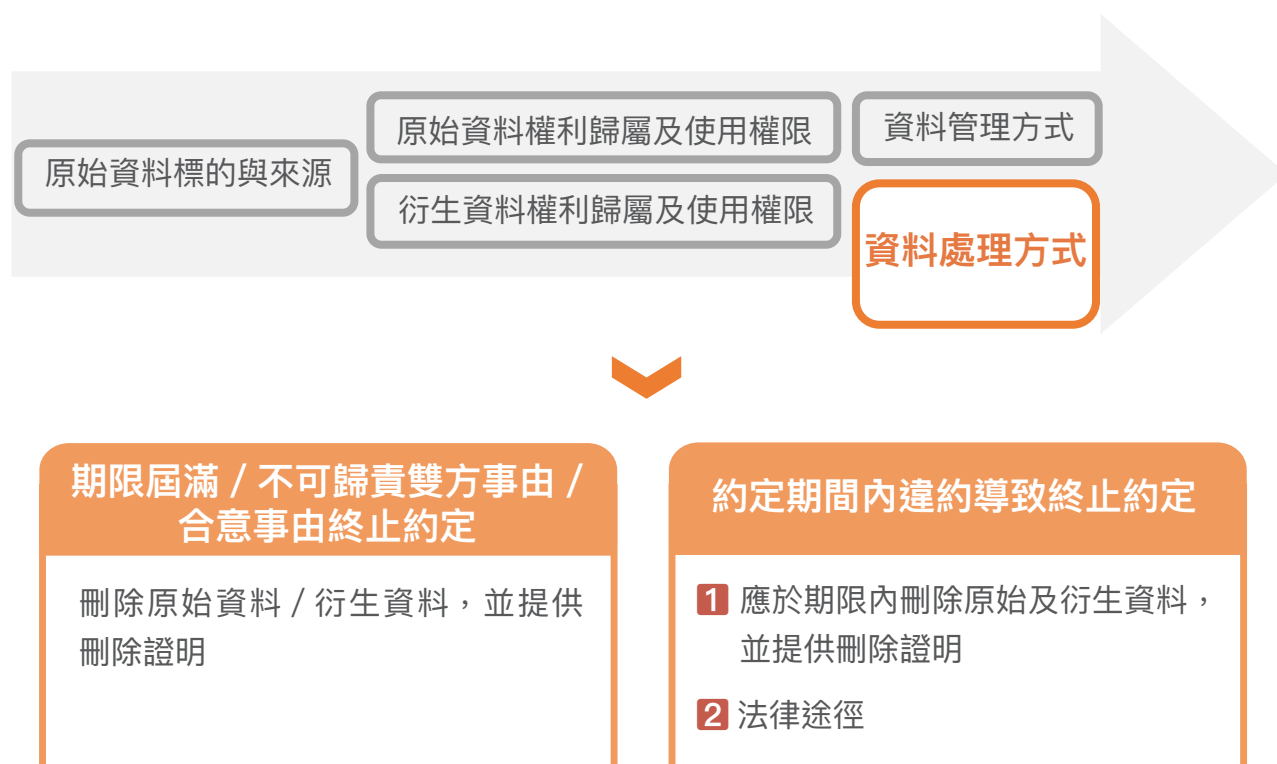 原始資料標的與來源
原始資料權利歸屬及使用權限
衍生資料權利歸屬及使用權限
資料管理方式
資料處理方式
期限屆滿 / 不可歸責雙方事由 /
合意事由終止約定
刪除原始資料 / 衍生資料，並提供
刪除證明
約定期間內違約導致終止約定
1 應於期限內刪除原始及衍生資料，
並提供刪除證明
2 法律途徑